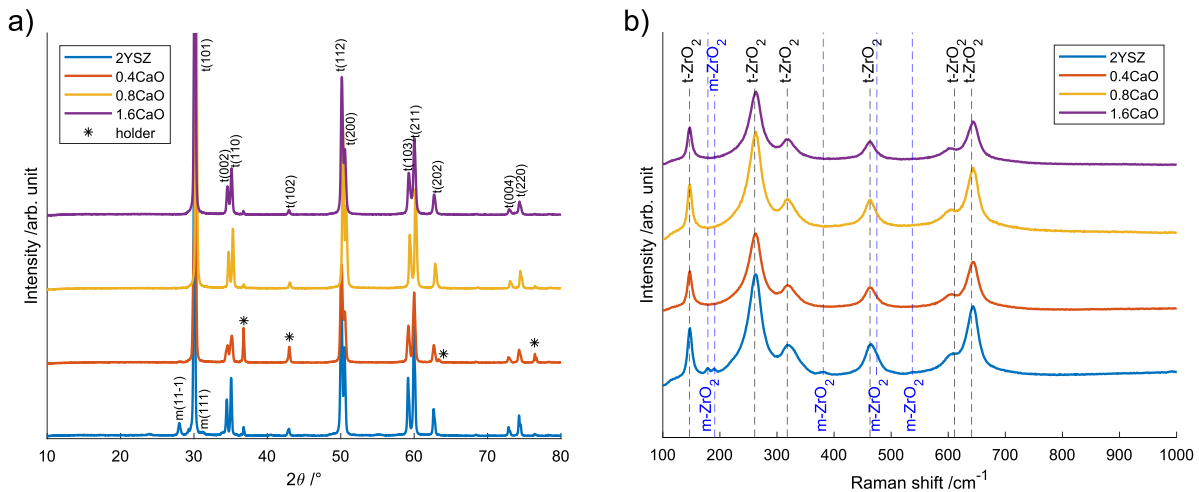 a)
Intensity /arb. unit
2YSZ
0.4CaO
0.8CaO
1.6CaO
holder
t(101)
t(002)
t(110)
t(102)
t(112)
t(200)
t(103)
t(211)
t(202)
t(004)
t(220)
m(11-1)
m(111)
10 20 30 40 50 60 70 80
2θ /°
b)
Intensity /arb. unit
t-ZrO2
m-ZrO2
t-ZrO2
t-ZrO2
t-ZrO2
t-ZrO2
t-ZrO2
2YSZ
0.4CaO
0.8CaO
1.6CaO
m-ZrO2
m-ZrO2
m-ZrO2
m-ZrO2
100 200 300 400 500 600 700 800 900 1000
Raman shift /cm-1